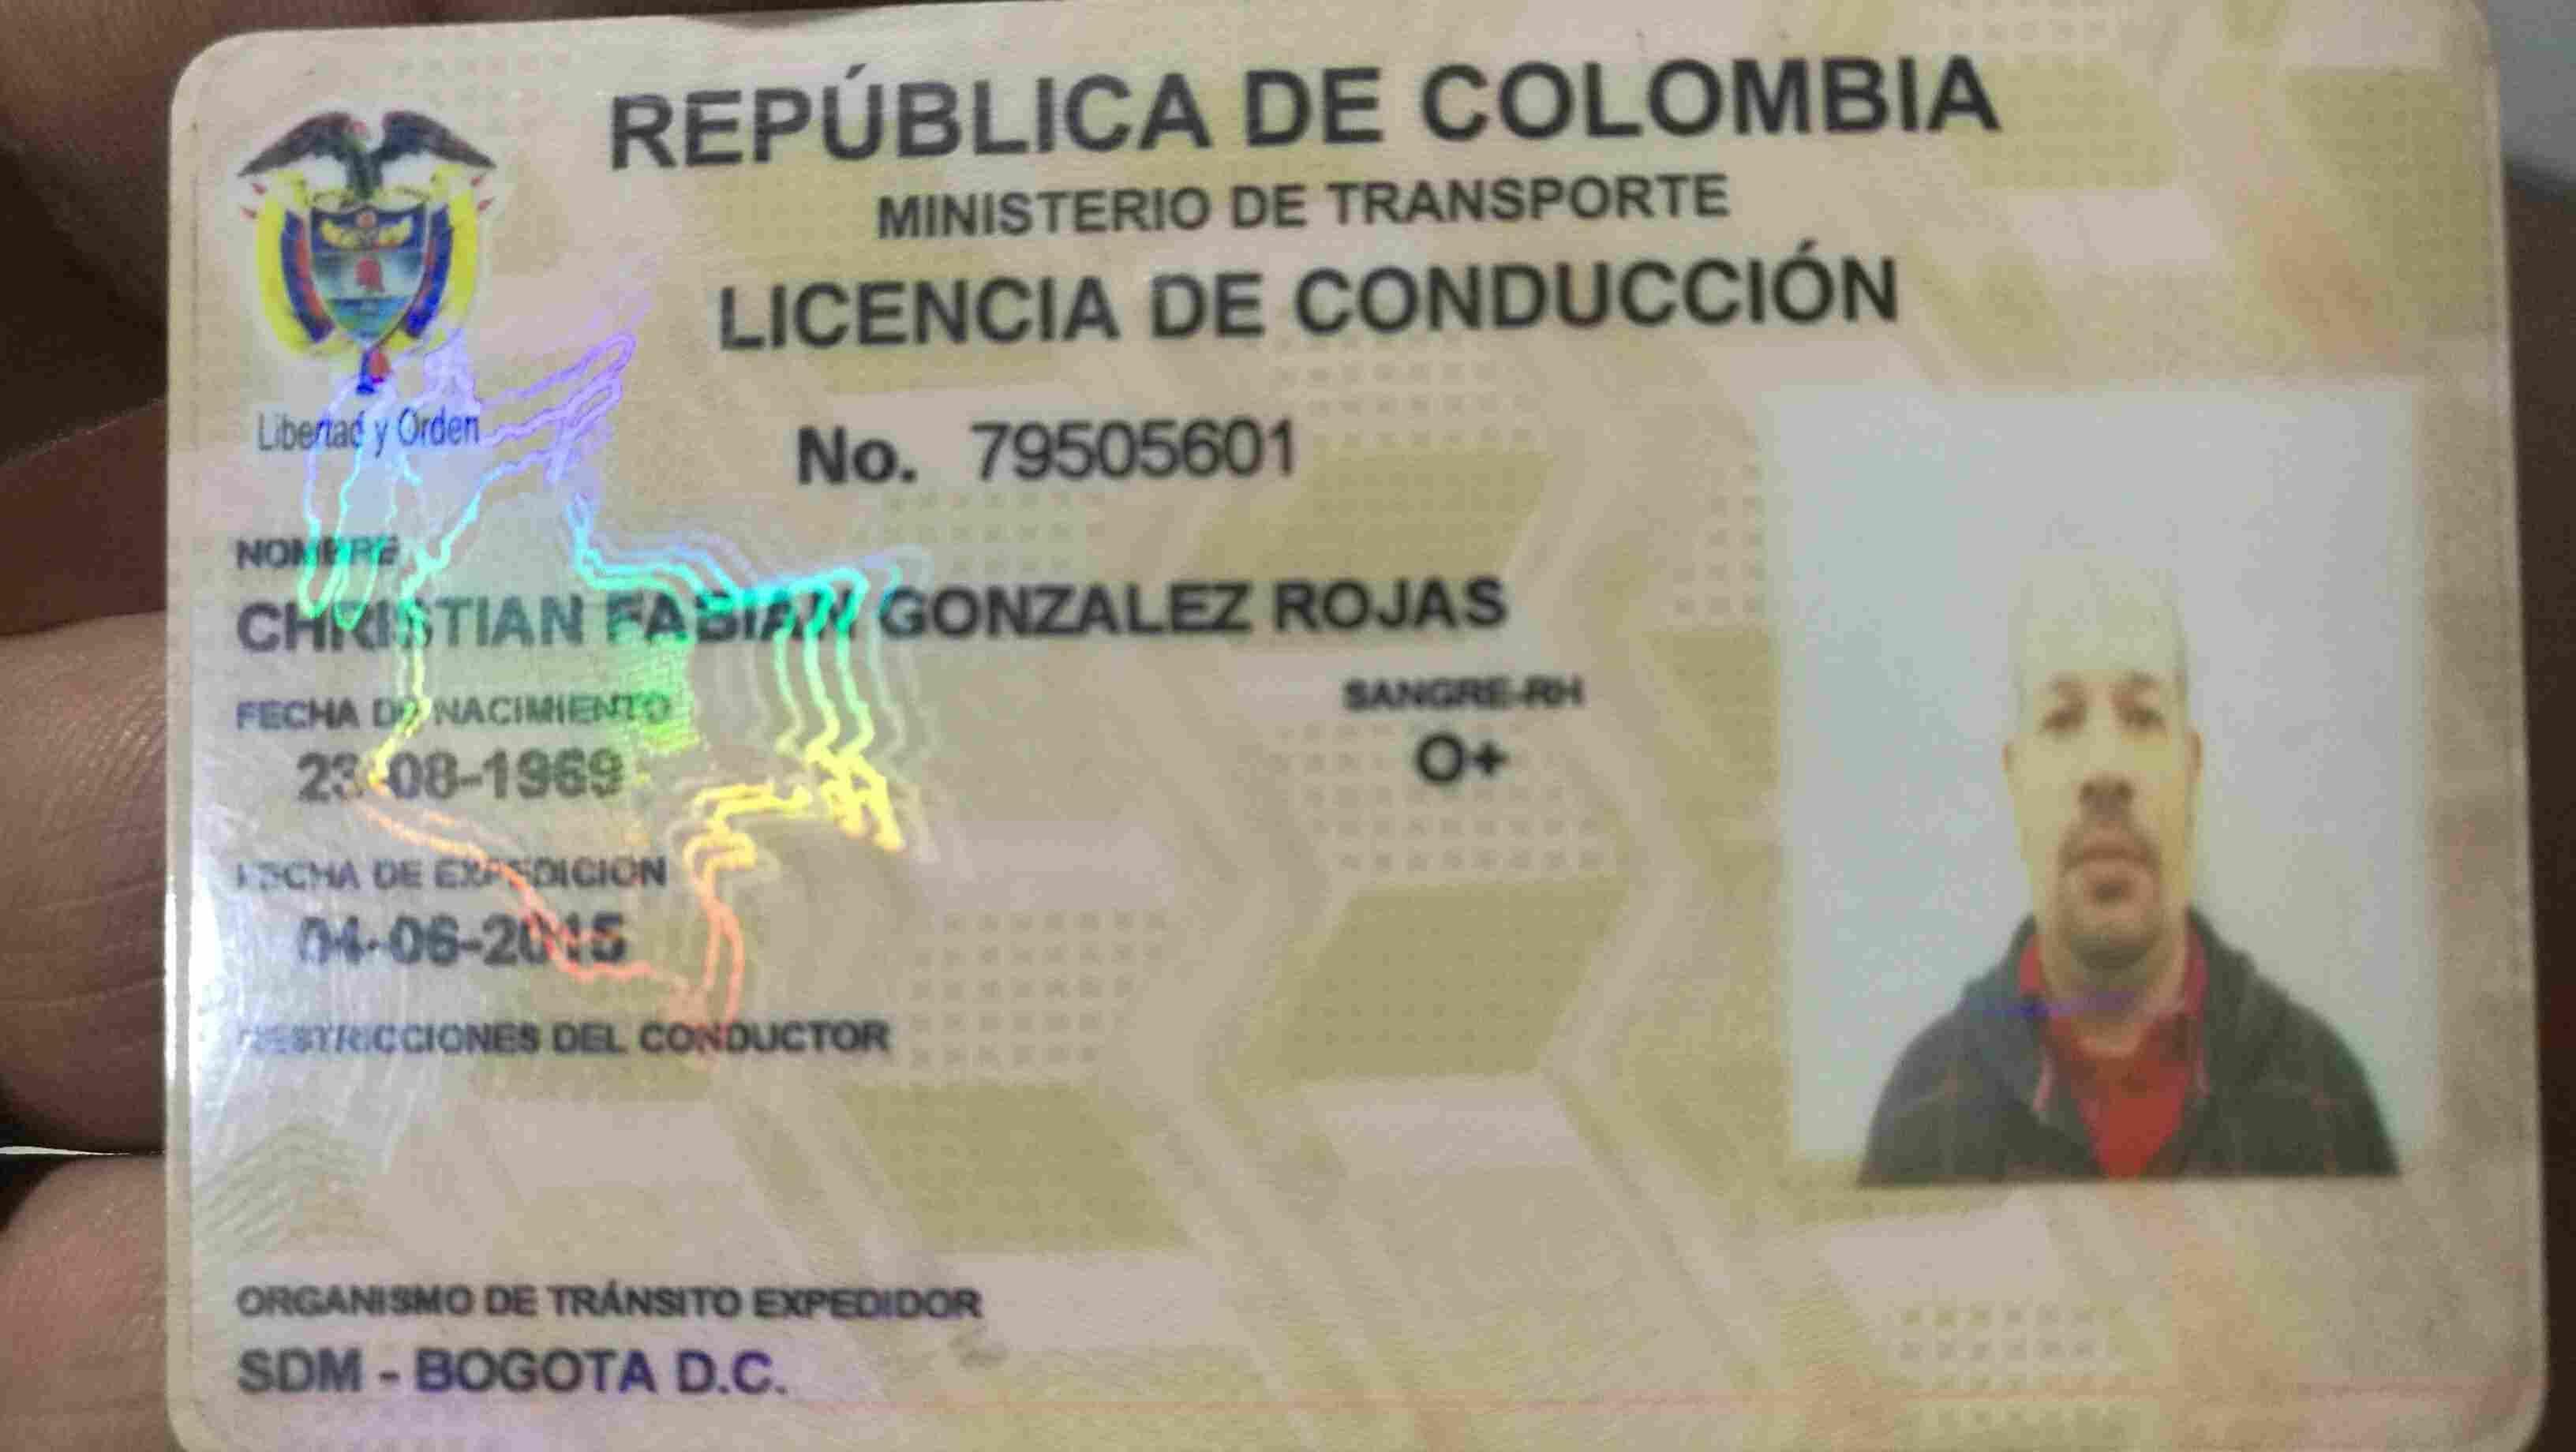 REPÚBLICA DE COLOMBIA
MINISTERIO DE TRANSPORTE
LICENCIA DE CONDUCCIÓN
Libertad y Orden
No. 79505601
NOMBRE
CHRISTIAN FABIAN GONZALEZ ROJAS
FECHA DE NACIMIENTO
23-08-1969
SANGRE-RH
O+
FECHA DE EXPEDICION
04-06-2015
RESTRICCIONES DEL CONDUCTOR
ORGANISMO DE TRÁNSITO EXPEDIDOR
SDM - BOGOTA D.C.